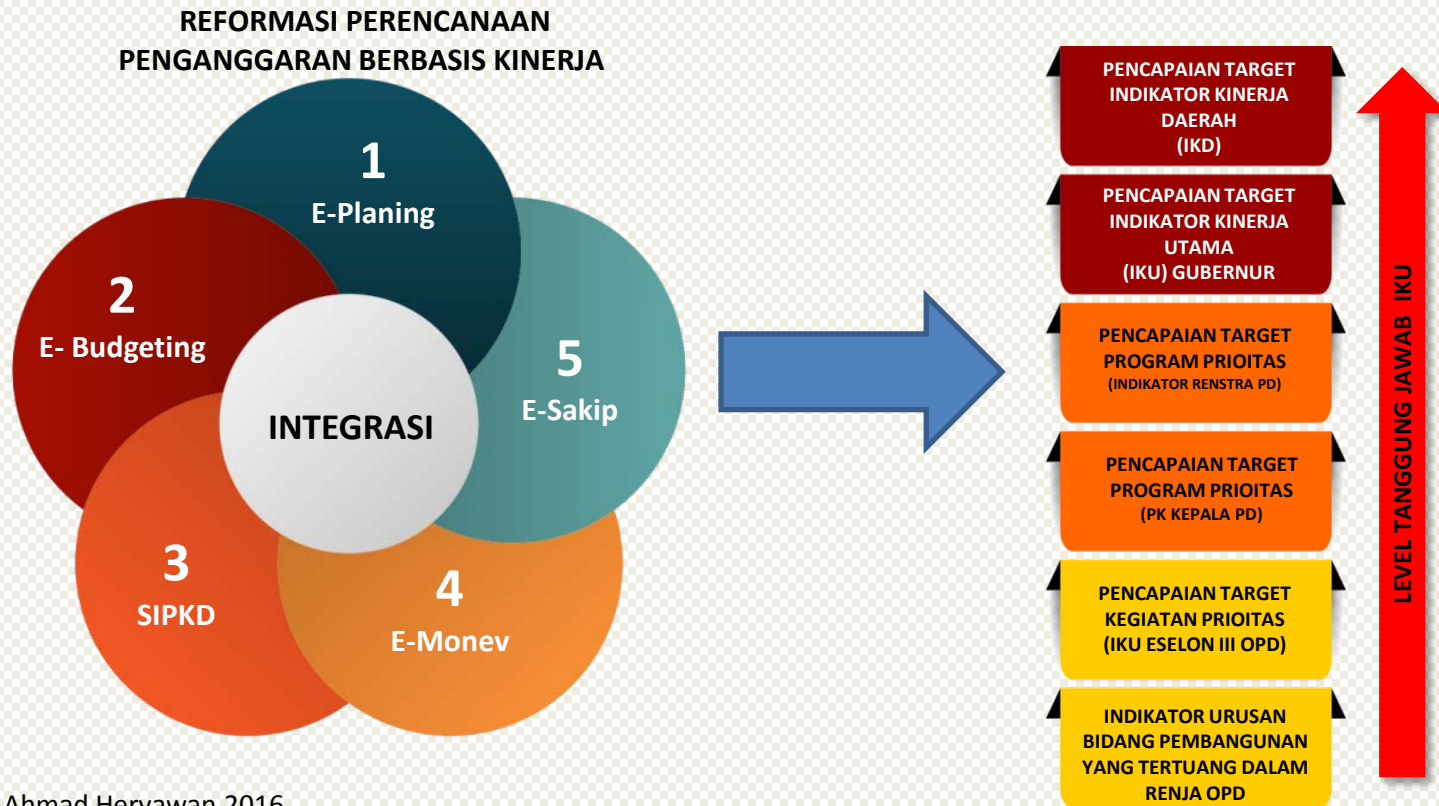 REFORMASI PERENCANAAN
PENGANGGARAN BERBASIS KINERJA
1
E-Planing
2
E- Budgeting
5
E-Sakip
INTEGRASI
3
SIPKD
4
E-Monev
PENCAPAIAN TARGET
INDIKATOR KINERJA
DAERAH
(IKD)
PENCAPAIAN TARGET
INDIKATOR KINERJA
UTAMA
(IKU) GUBERNUR
PENCAPAIAN TARGET
PROGRAM PRIOITAS
(INDIKATOR RENSTRA PD)
PENCAPAIAN TARGET
PROGRAM PRIOITAS
(PK KEPALA PD)
PENCAPAIAN TARGET
KEGIATAN PRIOITAS
(IKU ESELON III OPD)
INDIKATOR URUSAN
BIDANG PEMBANGUNAN
YANG TERTUANG DALAM
RENJA OPD
LEVEL TANGGUNG JAWAB IKU
Ahmad Heryawan 2016